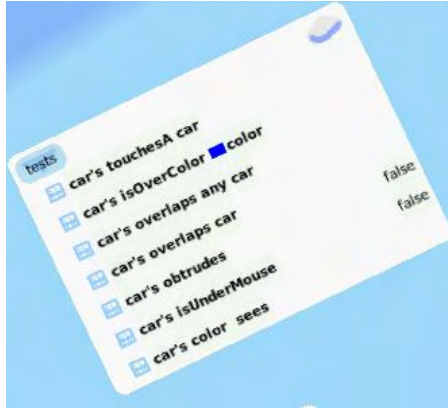 tests
car's touchesA car
car's isOverColor color
car's overlaps any car
car's overlaps car
car's obtrudes false
car's isUnderMouse false
car's color sees